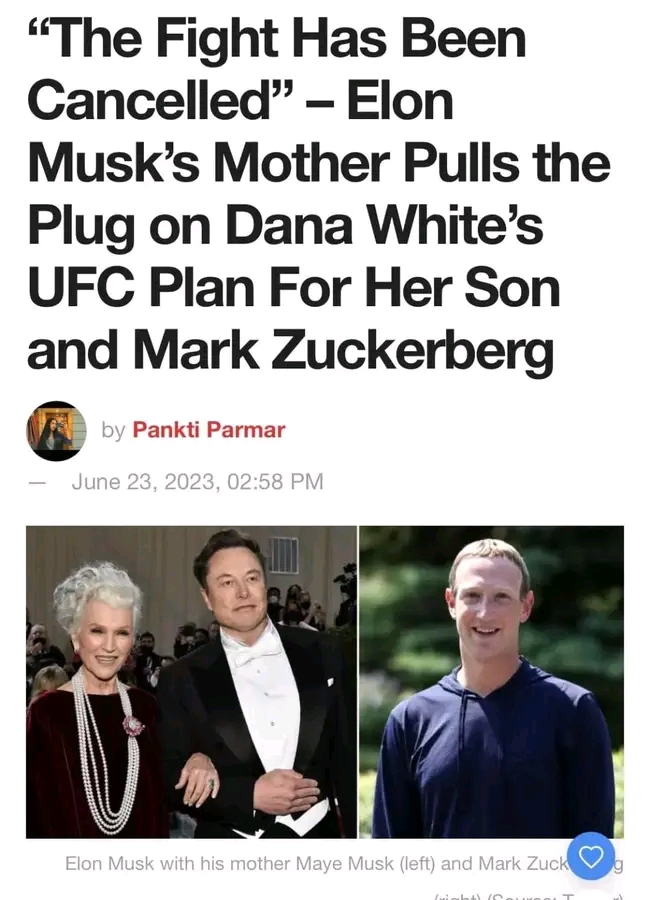 “The Fight Has Been
Cancelled” – Elon
Musk’s Mother Pulls the
Plug on Dana White’s
UFC Plan For Her Son
and Mark Zuckerberg
by Pankti Parmar
— June 23, 2023, 02:58 PM
Elon Musk with his mother Maye Musk (left) and Mark Zuck g